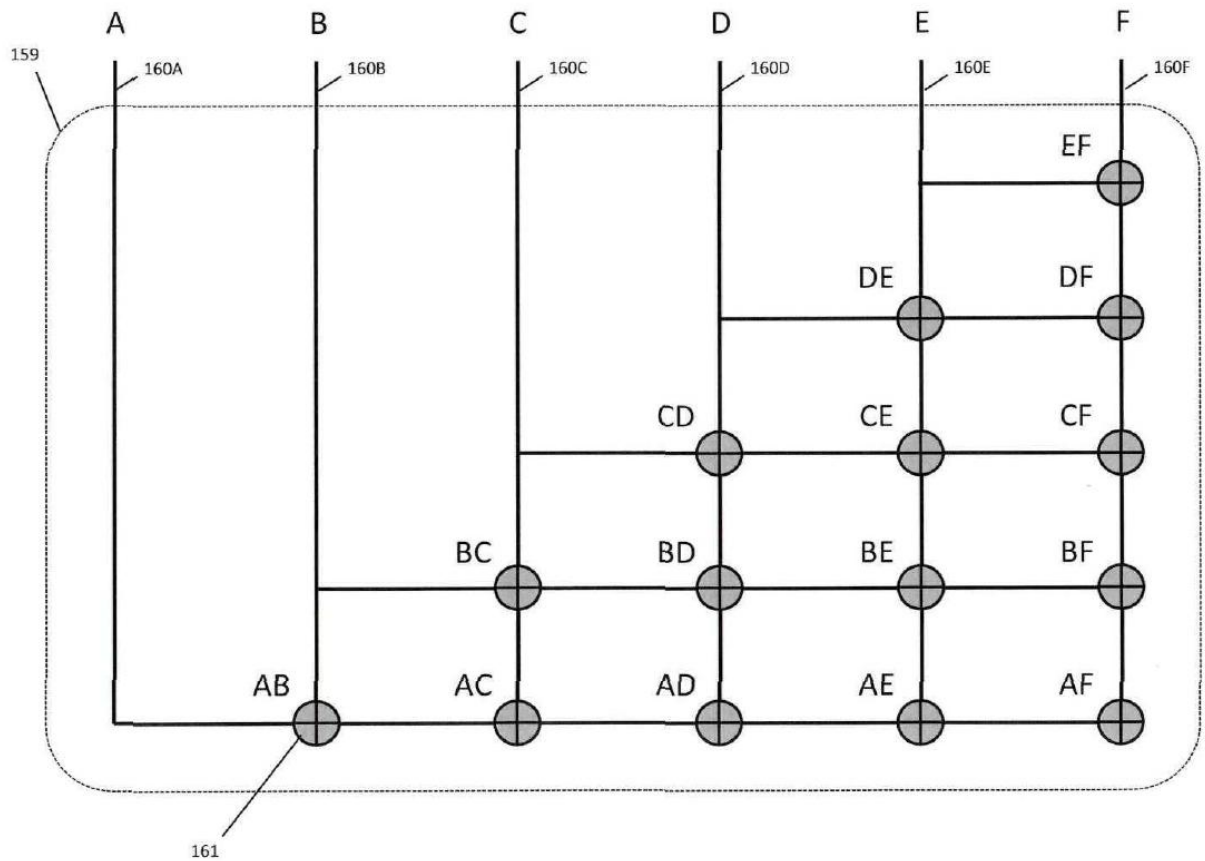 A B C D E F
159 160A 160B 160C 160D 160E 160F
EF
DE DF
CD CE CF
BC BD BE BF
AB AC AD AE AF
161